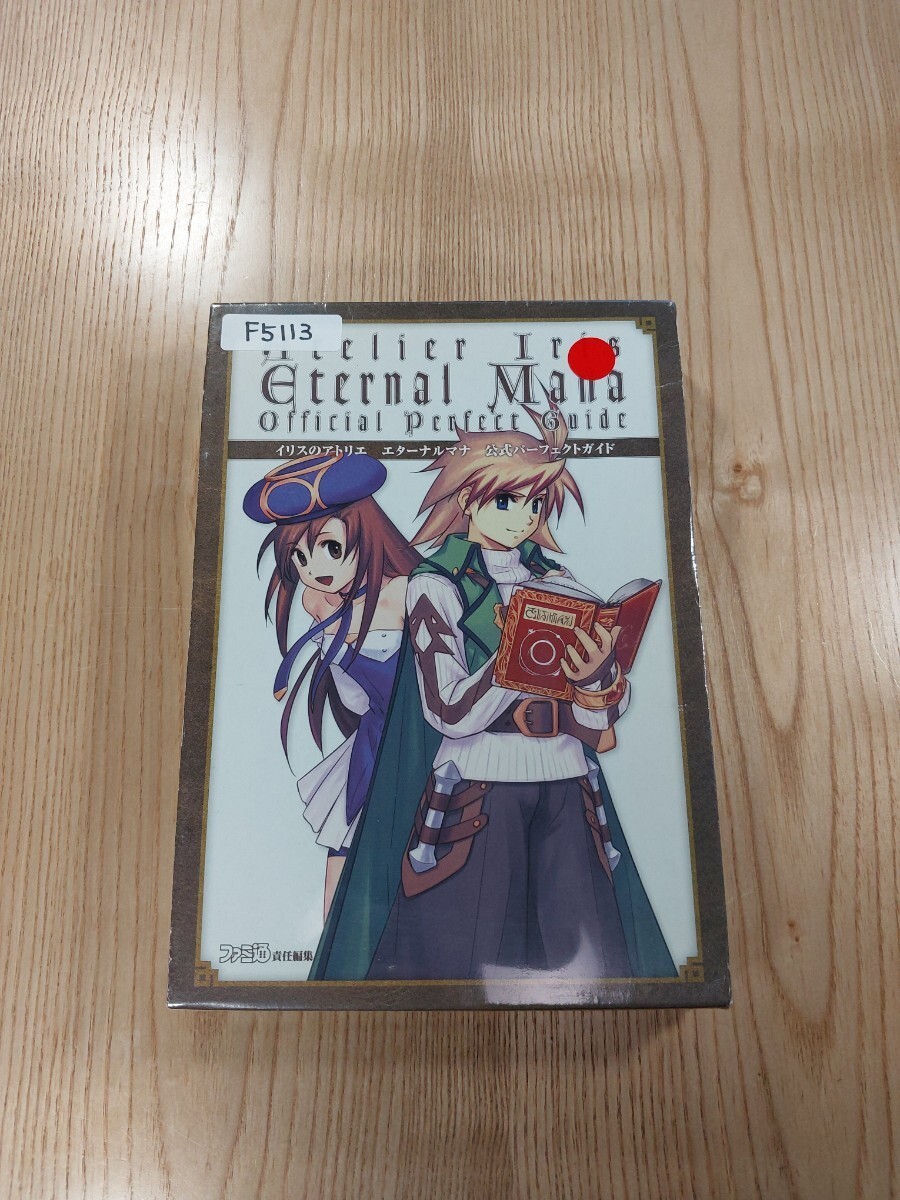 F5113
Atelier Iris
Eternal Mana
Official Perfect Guide
イリスのアトリエ エターナルマナ 公式パーフェクトガイド
ファミ通 責任編集